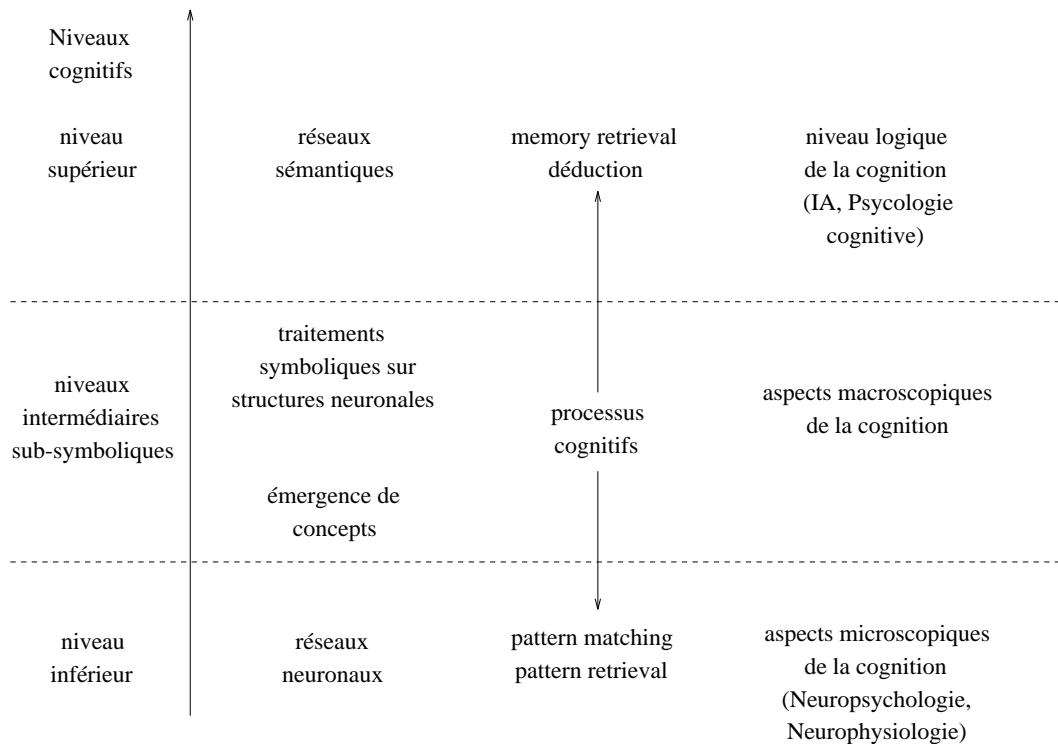 Niveaux
cognitifs
niveau
supérieur
réseaux
sémantiques
memory retrieval
déduction
niveau logique
de la cognition
(IA, Psycologie
cognitive)
niveaux
intermédiaires
sub-symboliques
traitements
symboliques sur
structures neuronales
émergence de
concepts
processus
cognitifs
aspects macroscopiques
de la cognition
niveau
inférieur
réseaux
neuronaux
pattern matching
pattern retrieval
aspects microscopiques
de la cognition
(Neuropsychologie,
Neurophysiologie)